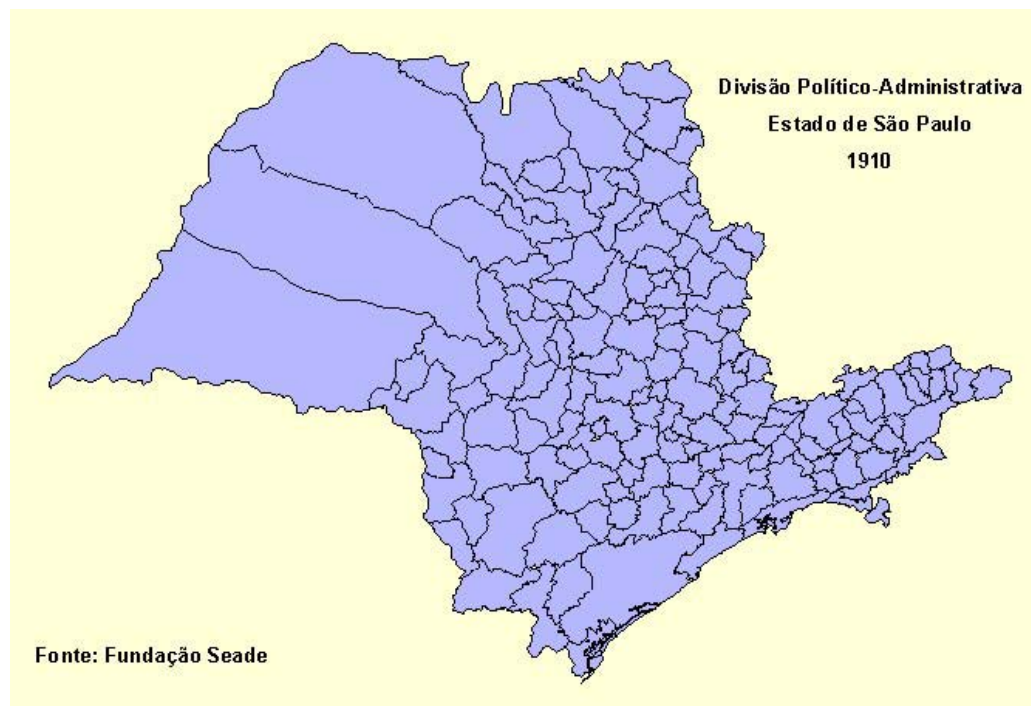 Divisão Político-Administrativa
Estado de São Paulo
1910
Fonte: Fundação Seade